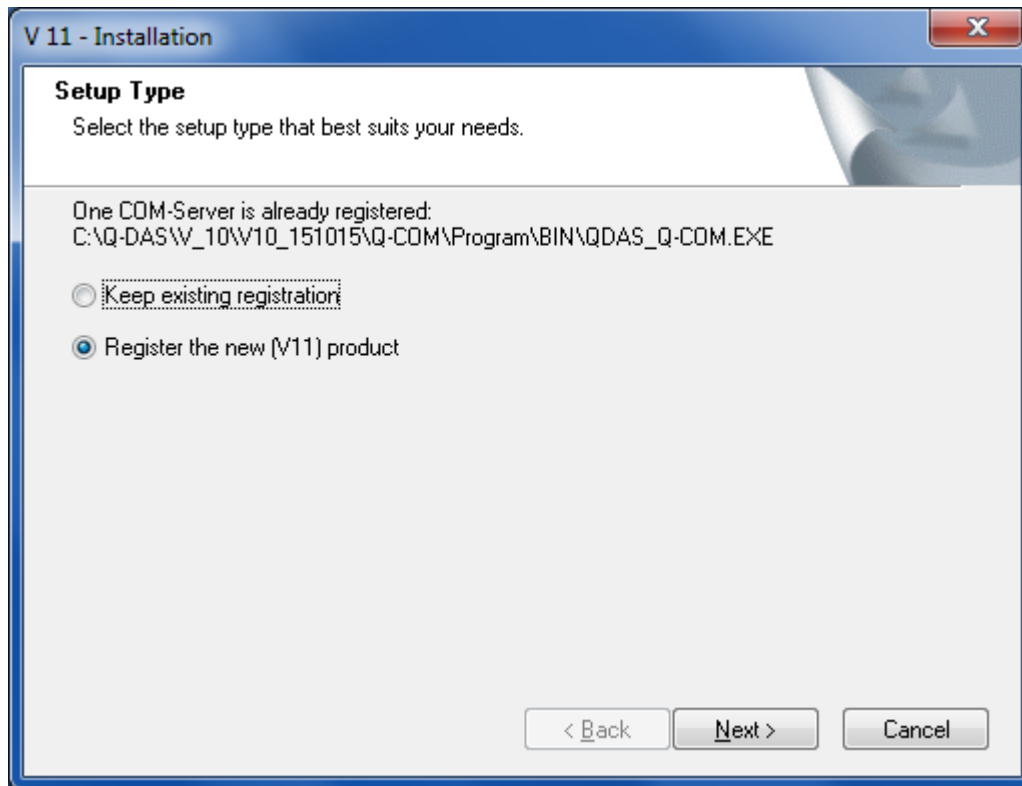 V 11 - Installation
Setup Type
Select the setup type that best suits your needs.
One COM-Server is already registered:
C:\Q-DAS\V_10\V10_151015\Q-COM\Program\BIN\QDAS_Q-COM.EXE
Keep existing registration
Register the new (V11) product
< Back Next > Cancel